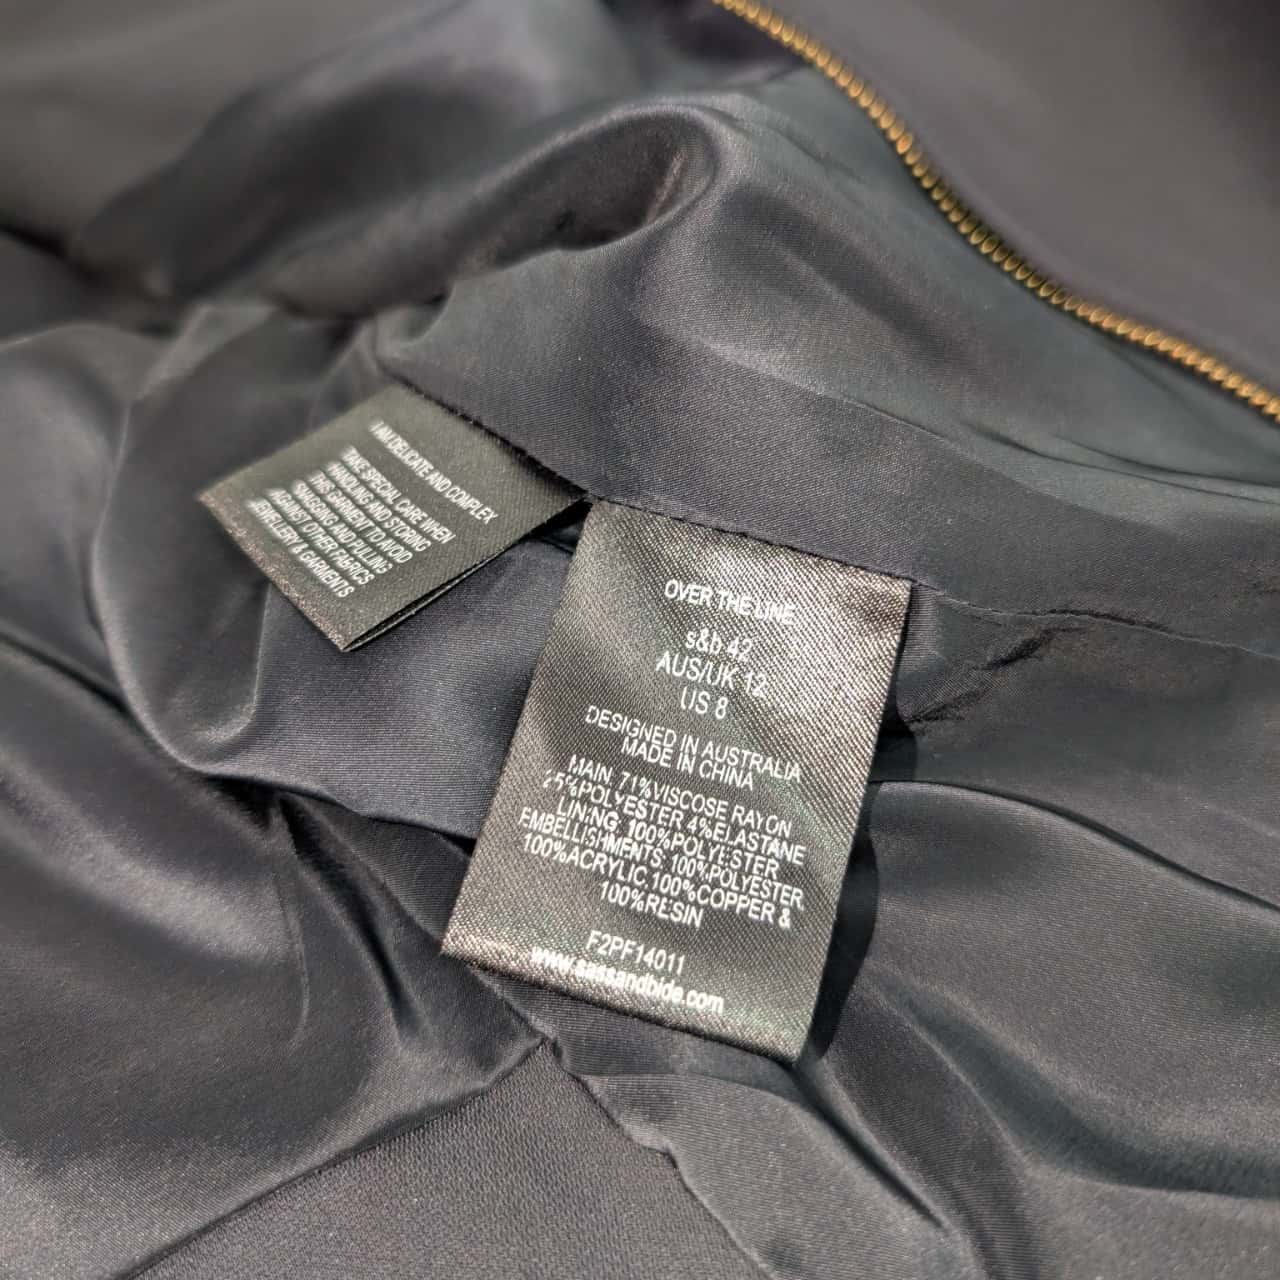 I AM DELICATE AND COMPLEX
TAKE SPECIAL CARE WHEN
HANDLING AND STORING
THIS GARMENT TO AVOID
SNAGGING AND PULLING
AGAINST OTHER FABRICS
JEWELLERY & GARMENTS
OVER THE LINE
s&b 42
AUS/UK 12
US 8
DESIGNED IN AUSTRALIA
MADE IN CHINA
MAIN. 71%VISCOSE RAYON
25%POLYESTER 4%ELASTANE
LINING. 100%POLYESTER
EMBELLISHMENTS. 100%POLYESTER,
100%ACRYLIC, 100%COPPER &
100%RESIN
F2PF14011
www.sassandbide.com